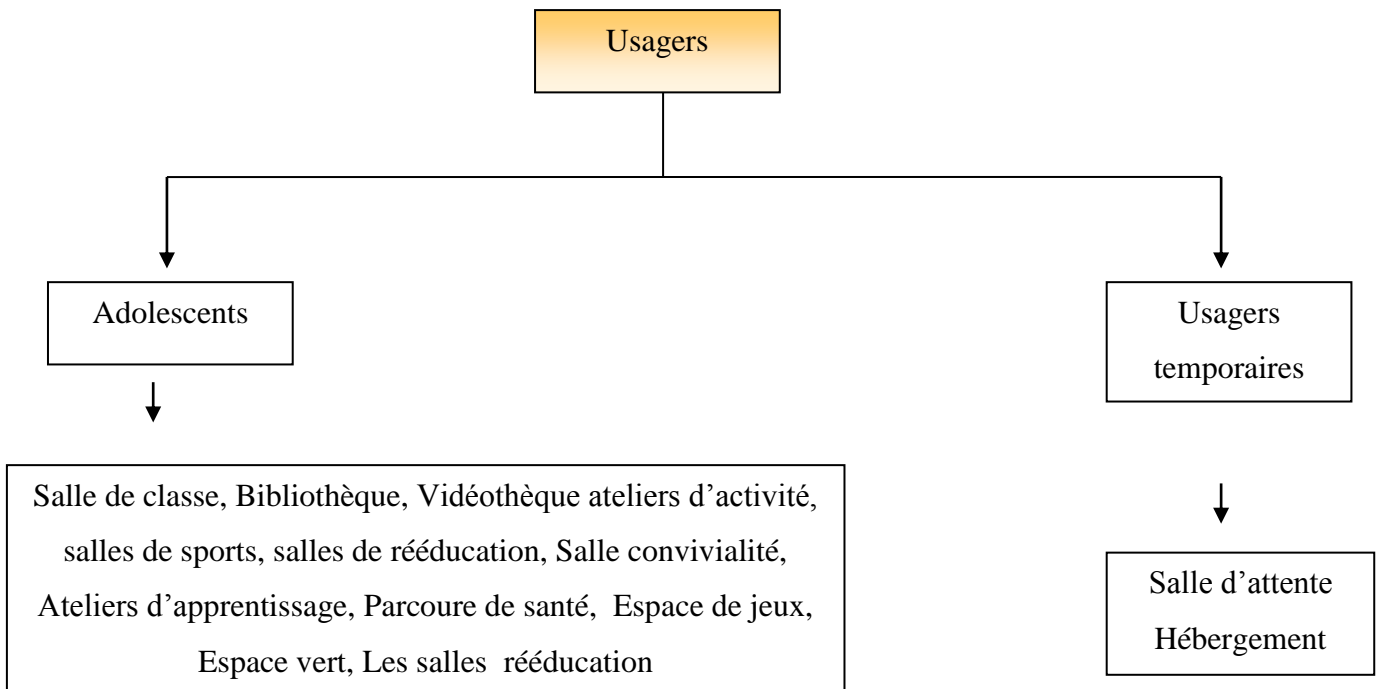 Usagers
Adolescents
Usagers
temporaires
Salle de classe, Bibliothèque, Vidéothèque ateliers d’activité,
salles de sports, salles de rééducation, Salle convivialité,
Ateliers d’apprentissage, Parcoure de santé, Espace de jeux,
Espace vert, Les salles rééducation
Salle d’attente
Hébergement